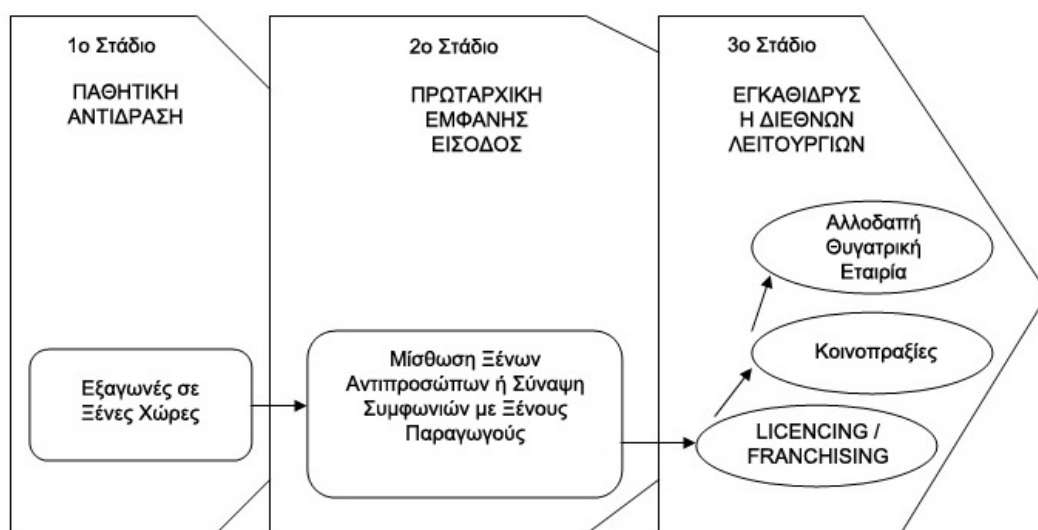 1ο Στάδιο
ΠΑΘΗΤΙΚΗ
ΑΝΤΙΔΡΑΣΗ
Εξαγωγές σε
Ξένες Χώρες
2ο Στάδιο
ΠΡΩΤΑΡΧΙΚΗ
ΕΜΦΑΝΗΣ
ΕΙΣΟΔΟΣ
Μίσθωση Ξένων
Αντιπροσώπων ή Σύναψη
Συμφωνιών με Ξένους
Παραγωγούς
3ο Στάδιο
ΕΓΚΑΘΙΔΡΥΣ
Η ΔΙΕΘΝΩΝ
ΛΕΙΤΟΥΡΓΙΩΝ
Αλλοδαπή
Θυγατρική
Εταιρία
Κοινοπραξίες
LICENCING /
FRANCHISING